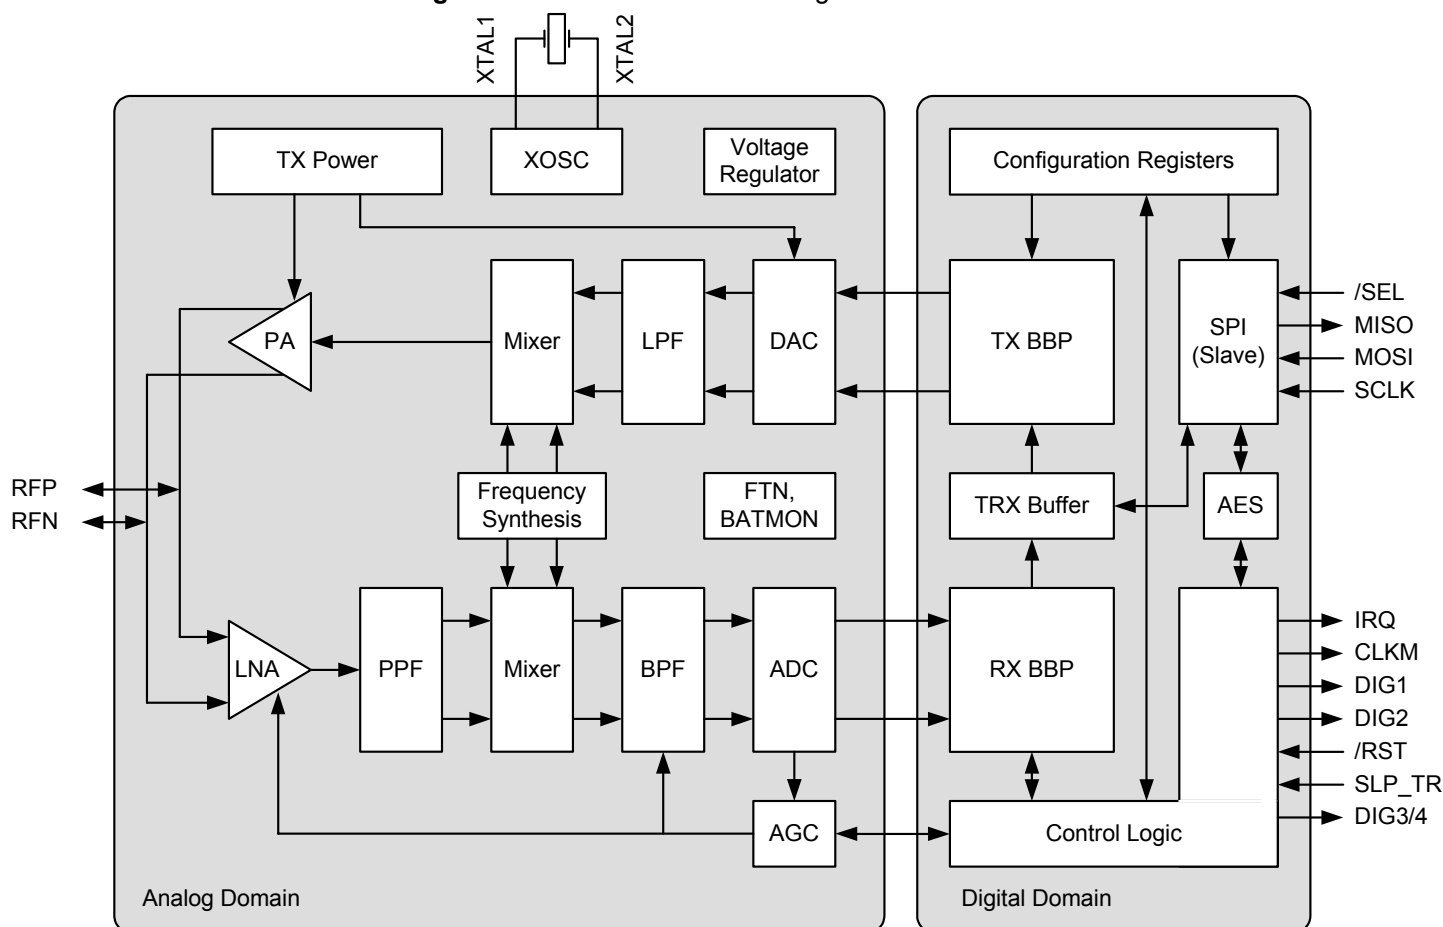 XTAL1
XTAL2
TX Power
XOSC
Voltage
Regulator
Configuration Registers
PA
Mixer
LPF
DAC
TX BBP
SPI
(Slave)
/SEL
MISO
MOSI
SCLK
RFP
RFN
Frequency
Synthesis
FTN,
BATMON
TRX Buffer
AES
LNA
PPF
Mixer
BPF
ADC
RX BBP
IRQ
CLKM
DIG1
DIG2
/RST
SLP_TR
DIG3/4
AGC
Control Logic
Analog Domain
Digital Domain